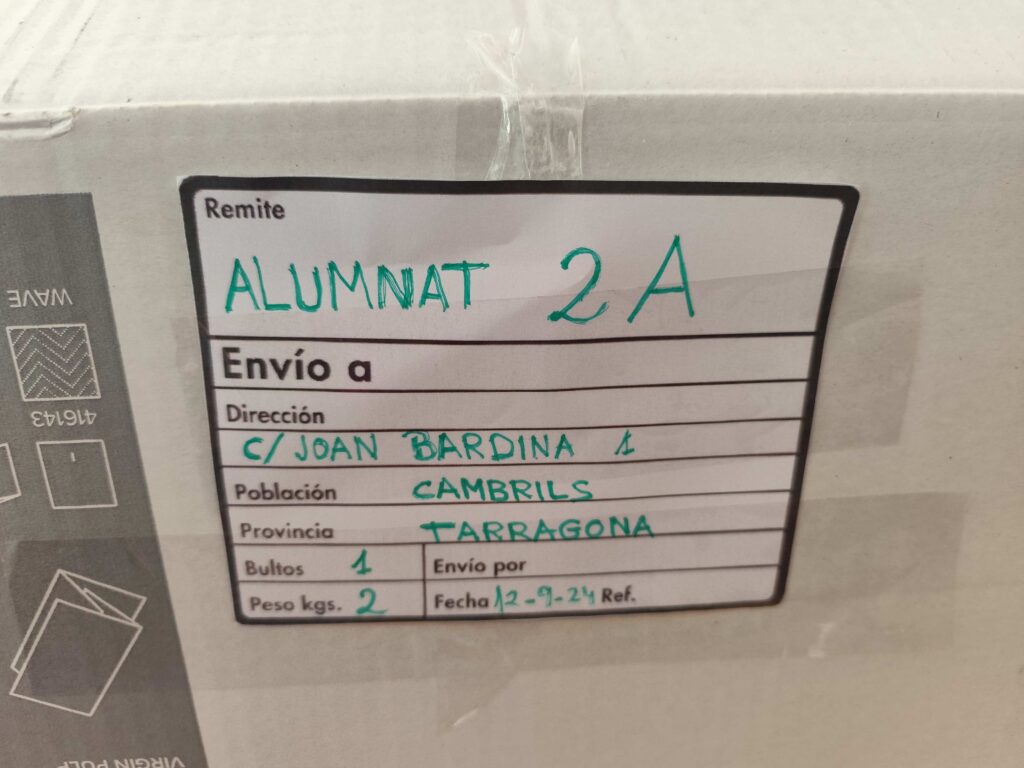 Remite
ALUMNAT 2A
Envío a
Dirección
C/ JOAN BARDINA 1
Población CAMBRILS
Provincia TARRAGONA
Bultos 1 Envío por
Peso kgs. 2 Fecha 12-9-24 Ref.
WAVE
416143
VIRGIN PULP